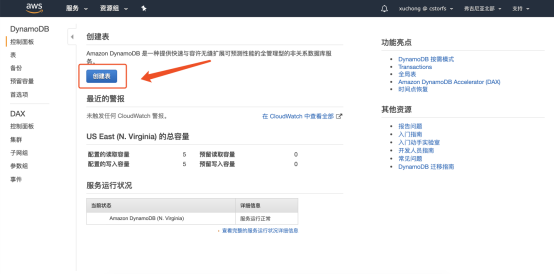 aws
服务
资源组
xuchong @ cstorfs
弗吉尼亚北部
支持
DynamoDB
控制面板
表
备份
预留容量
首选项
DAX
控制面板
集群
子网组
参数组
事件
创建表
Amazon DynamoDB 是一种提供快速与容许无缝扩展可预测性能的全管理型的非关系数据库服
务。
创建表
最近的警报
未触发任何 CloudWatch 警报。
在 CloudWatch 中查看全部
US East (N. Virginia) 的总容量
配置的读取容量 5 预留读取容量 0
配置的写入容量 5 预留写入容量 0
服务运行状况
当前状态 详细信息
Amazon DynamoDB (N. Virginia) 服务运行正常
查看完整的服务运行状况详细信息
功能亮点
DynamoDB 按需模式
Transactions
全局表
Amazon DynamoDB Accelerator (DAX)
时间点恢复
其他资源
报告问题
入门指南
入门动手实验室
开发人员指南
常见问题
DynamoDB 迁移指南